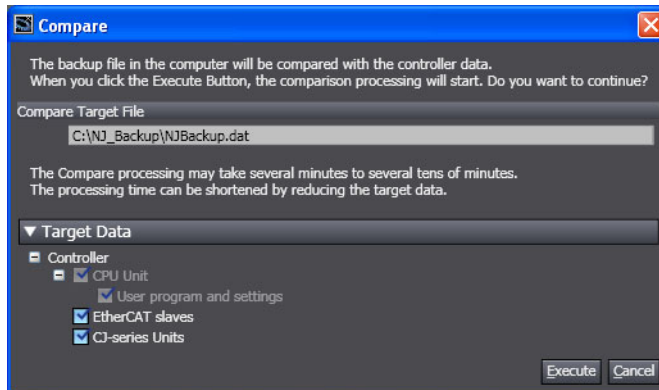 Compare
The backup file in the computer will be compared with the controller data.
When you click the Execute Button, the comparison processing will start. Do you want to continue?
Compare Target File
C:\NJ_Backup\NJBackup.dat
The Compare processing may take several minutes to several tens of minutes.
The processing time can be shortened by reducing the target data.
Target Data
Controller
CPU Unit
User program and settings
EtherCAT slaves
CJ-series Units
Execute Cancel